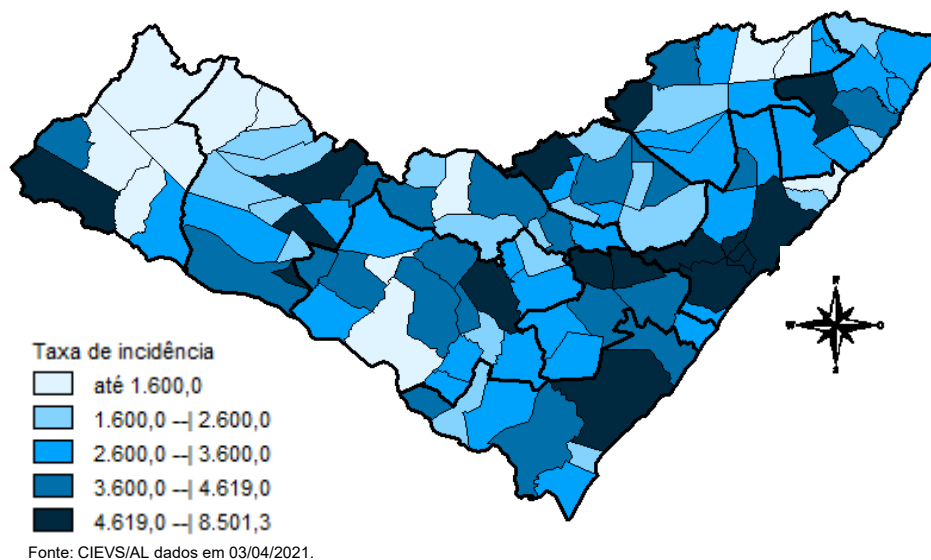 Taxa de incidência
até 1.600,0
1.600,0 --| 2.600,0
2.600,0 --| 3.600,0
3.600,0 --| 4.619,0
4.619,0 --| 8.501,3
Fonte: CIEVS/AL dados em 03/04/2021.